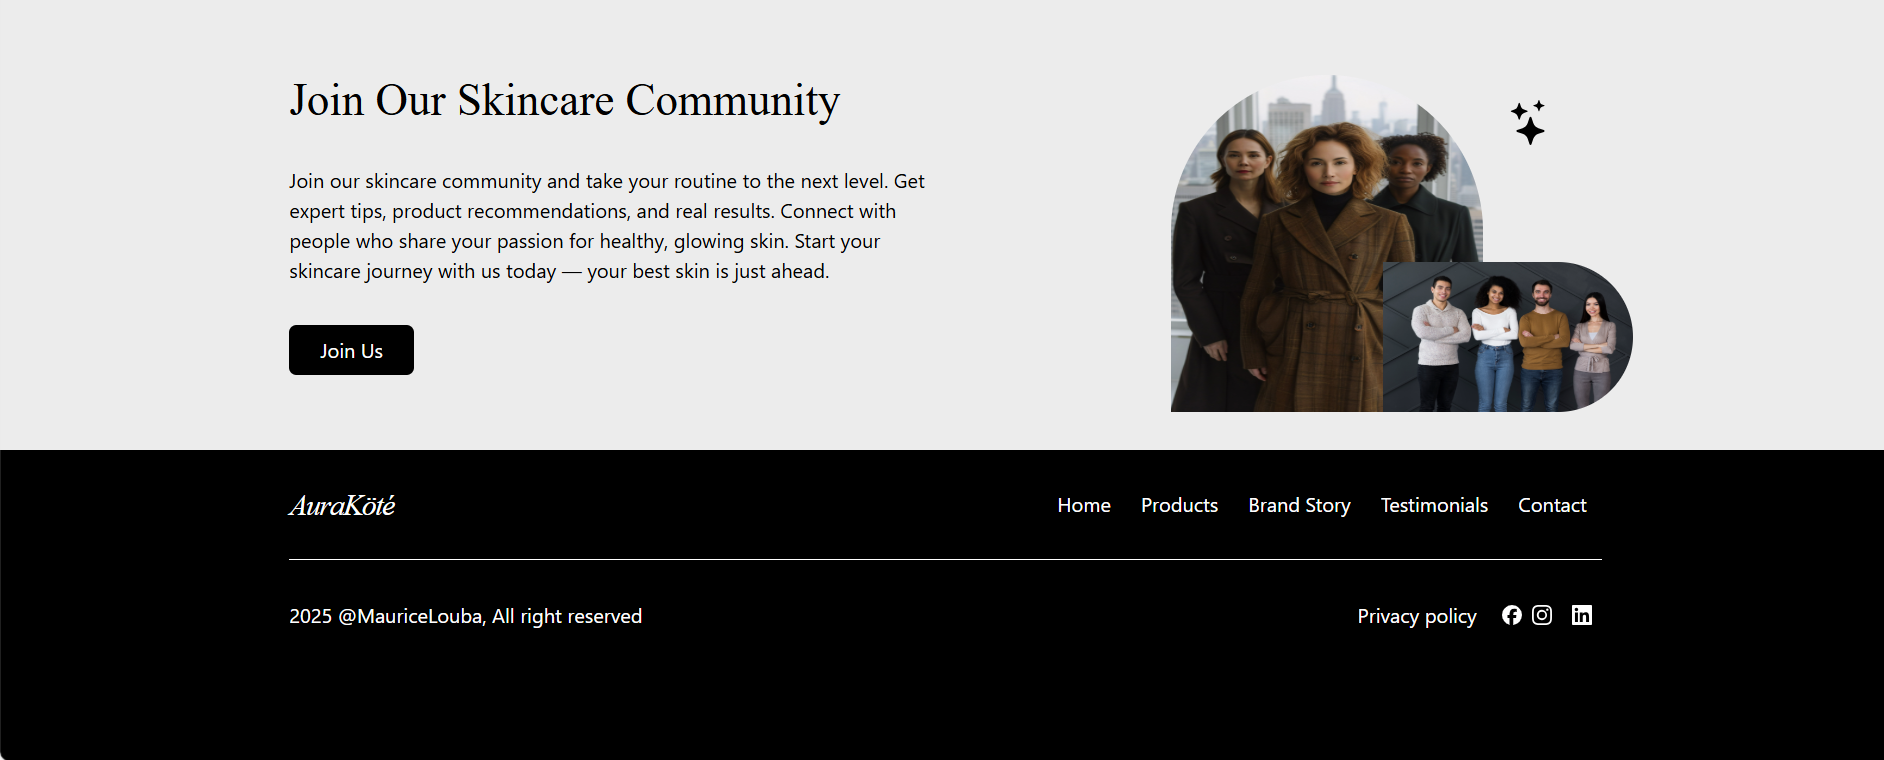 Join Our Skincare Community
Join our skincare community and take your routine to the next level. Get
expert tips, product recommendations, and real results. Connect with
people who share your passion for healthy, glowing skin. Start your
skincare journey with us today — your best skin is just ahead.
Join Us
AuraKöté
Home Products Brand Story Testimonials Contact
2025 @MauriceLouba, All right reserved
Privacy policy